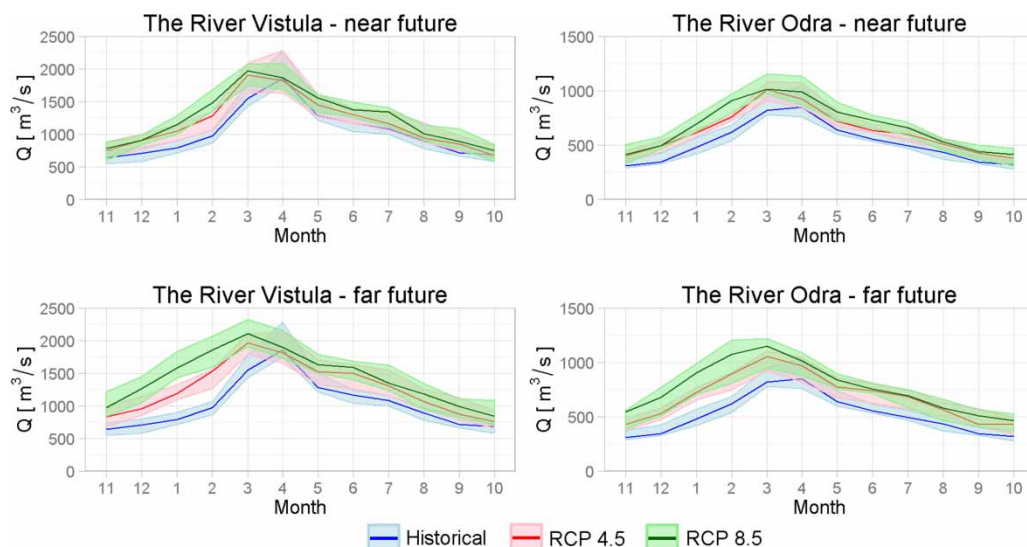 The River Vistula - near future
Q [ m³/s ]
2500
2000
1500
1000
500
0
11 12 1 2 3 4 5 6 7 8 9 10
Month
The River Odra - near future
Q [ m³/s ]
1500
1000
500
0
11 12 1 2 3 4 5 6 7 8 9 10
Month
The River Vistula - far future
Q [ m³/s ]
2500
2000
1500
1000
500
0
11 12 1 2 3 4 5 6 7 8 9 10
Month
The River Odra - far future
Q [ m³/s ]
1500
1000
500
0
11 12 1 2 3 4 5 6 7 8 9 10
Month
Historical RCP 4.5 RCP 8.5